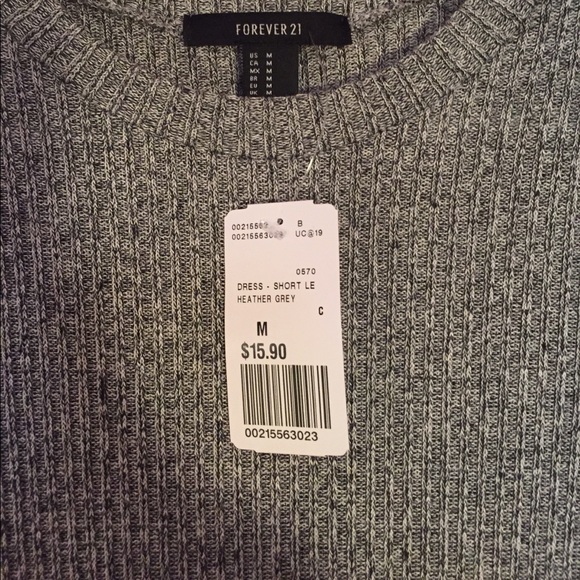 FOREVER 21
US M
CA M
MX M
BR M
EU M
UK M
B
UC@19
0570
DRESS - SHORT LE
HEATHER GREY
C
M
$15.90
00215563023